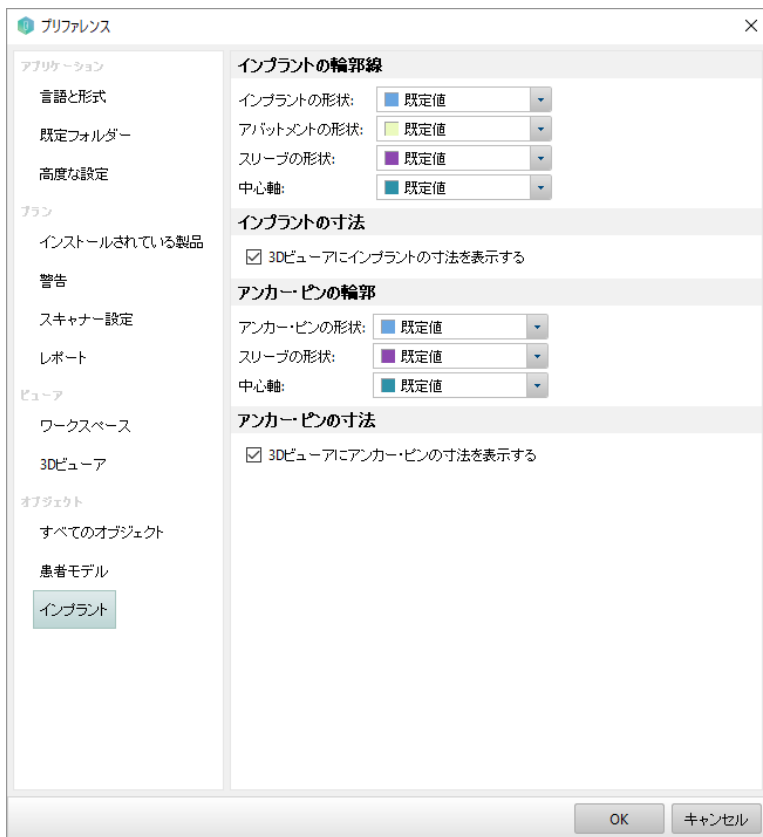 プリファレンス
アプリケーション
言語と形式
既定フォルダー
高度な設定
プラン
インストールされている製品
警告
スキャナー設定
レポート
ビューア
ワークスペース
3Dビューア
オブジェクト
すべてのオブジェクト
患者モデル
インプラント
インプラントの輪郭線
インプラントの形状: 既定値
アバットメントの形状: 既定値
スリーブの形状: 既定値
中心軸: 既定値
インプラントの寸法
3Dビューアにインプラントの寸法を表示する
アンカー・ピンの輪郭
アンカー・ピンの形状: 既定値
スリーブの形状: 既定値
中心軸: 既定値
アンカー・ピンの寸法
3Dビューアにアンカー・ピンの寸法を表示する
OK キャンセル